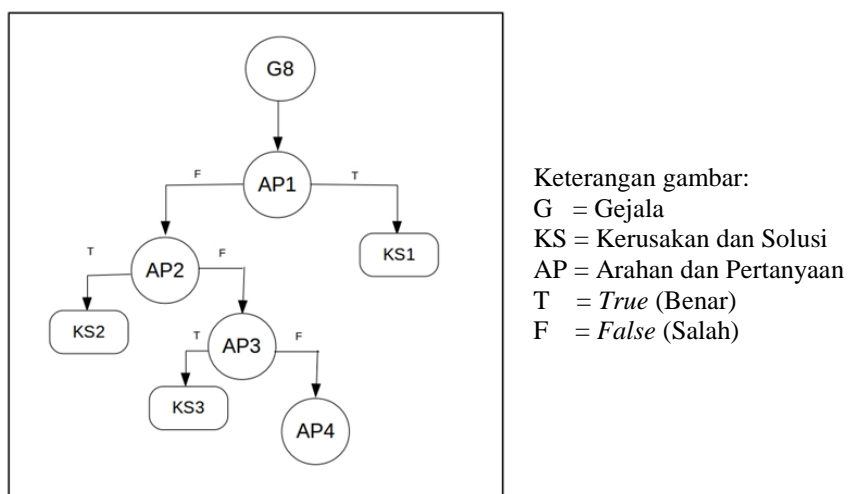 G8
F
AP1
T
KS1
T
AP2
F
KS2
T
AP3
F
KS3
AP4
Keterangan gambar:
G = Gejala
KS = Kerusakan dan Solusi
AP = Arahan dan Pertanyaan
T = True (Benar)
F = False (Salah)